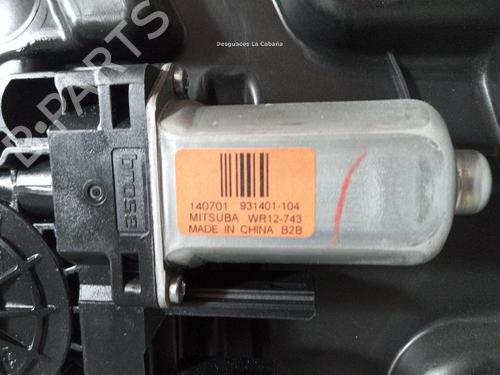 Desguaces La Cabaña
B-PARTS
brose
140701 931401-104
MITSUBA WR12-743
MADE IN CHINA B2B